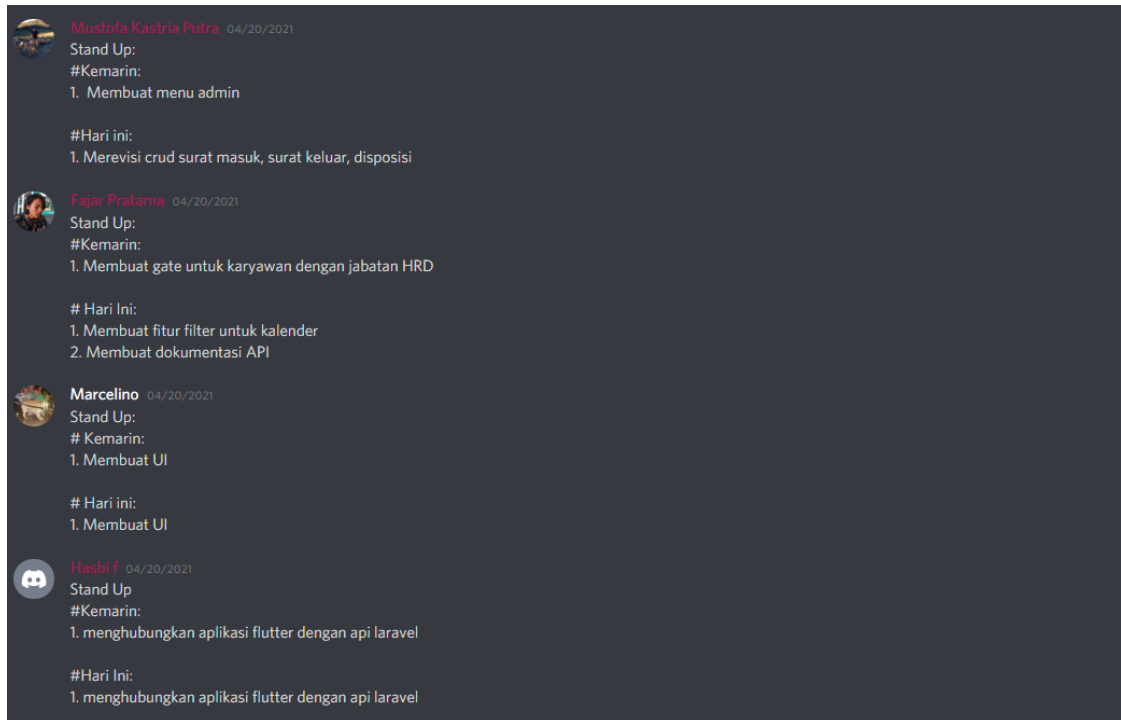 Mustofa Kastria Putra 04/20/2021
Stand Up:
#Kemarin:
1. Membuat menu admin
#Hari ini:
1. Merevisi crud surat masuk, surat keluar, disposisi
Fajar Pratama 04/20/2021
Stand Up:
#Kemarin:
1. Membuat gate untuk karyawan dengan jabatan HRD
# Hari Ini:
1. Membuat fitur filter untuk kalender
2. Membuat dokumentasi API
Marcelino 04/20/2021
Stand Up:
# Kemarin:
1. Membuat UI
# Hari ini:
1. Membuat UI
Hasbi f 04/20/2021
Stand Up
#Kemarin:
1. menghubungkan aplikasi flutter dengan api laravel
#Hari Ini:
1. menghubungkan aplikasi flutter dengan api laravel